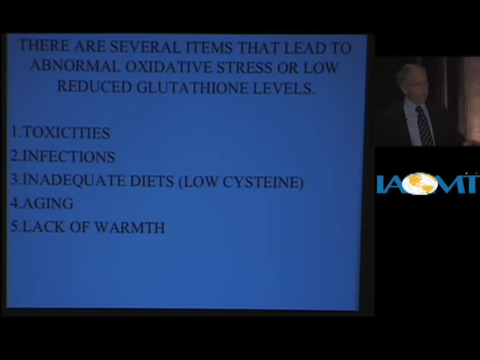 THERE ARE SEVERAL ITEMS THAT LEAD TO
ABNORMAL OXIDATIVE STRESS OR LOW
REDUCED GLUTATHIONE LEVELS.
1.TOXICITIES
2.INFECTIONS
3.INADEQUATE DIETS (LOW CYSTEINE)
4.AGING
5.LACK OF WARMTH
IAOMT